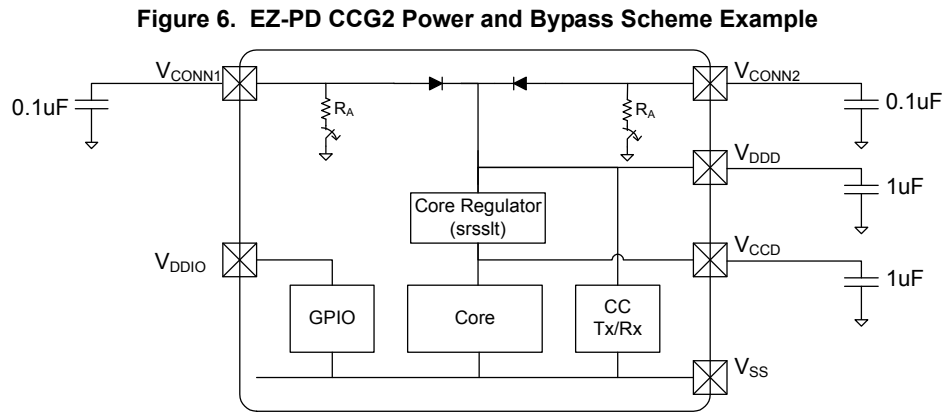 Figure 6. EZ-PD CCG2 Power and Bypass Scheme Example
VCONN1
VCONN2
0.1uF
RA
RA
0.1uF
VDDD
Core Regulator
(srsslt)
1uF
VDDIO
VCCD
GPIO
Core
CC
Tx/Rx
1uF
VSS